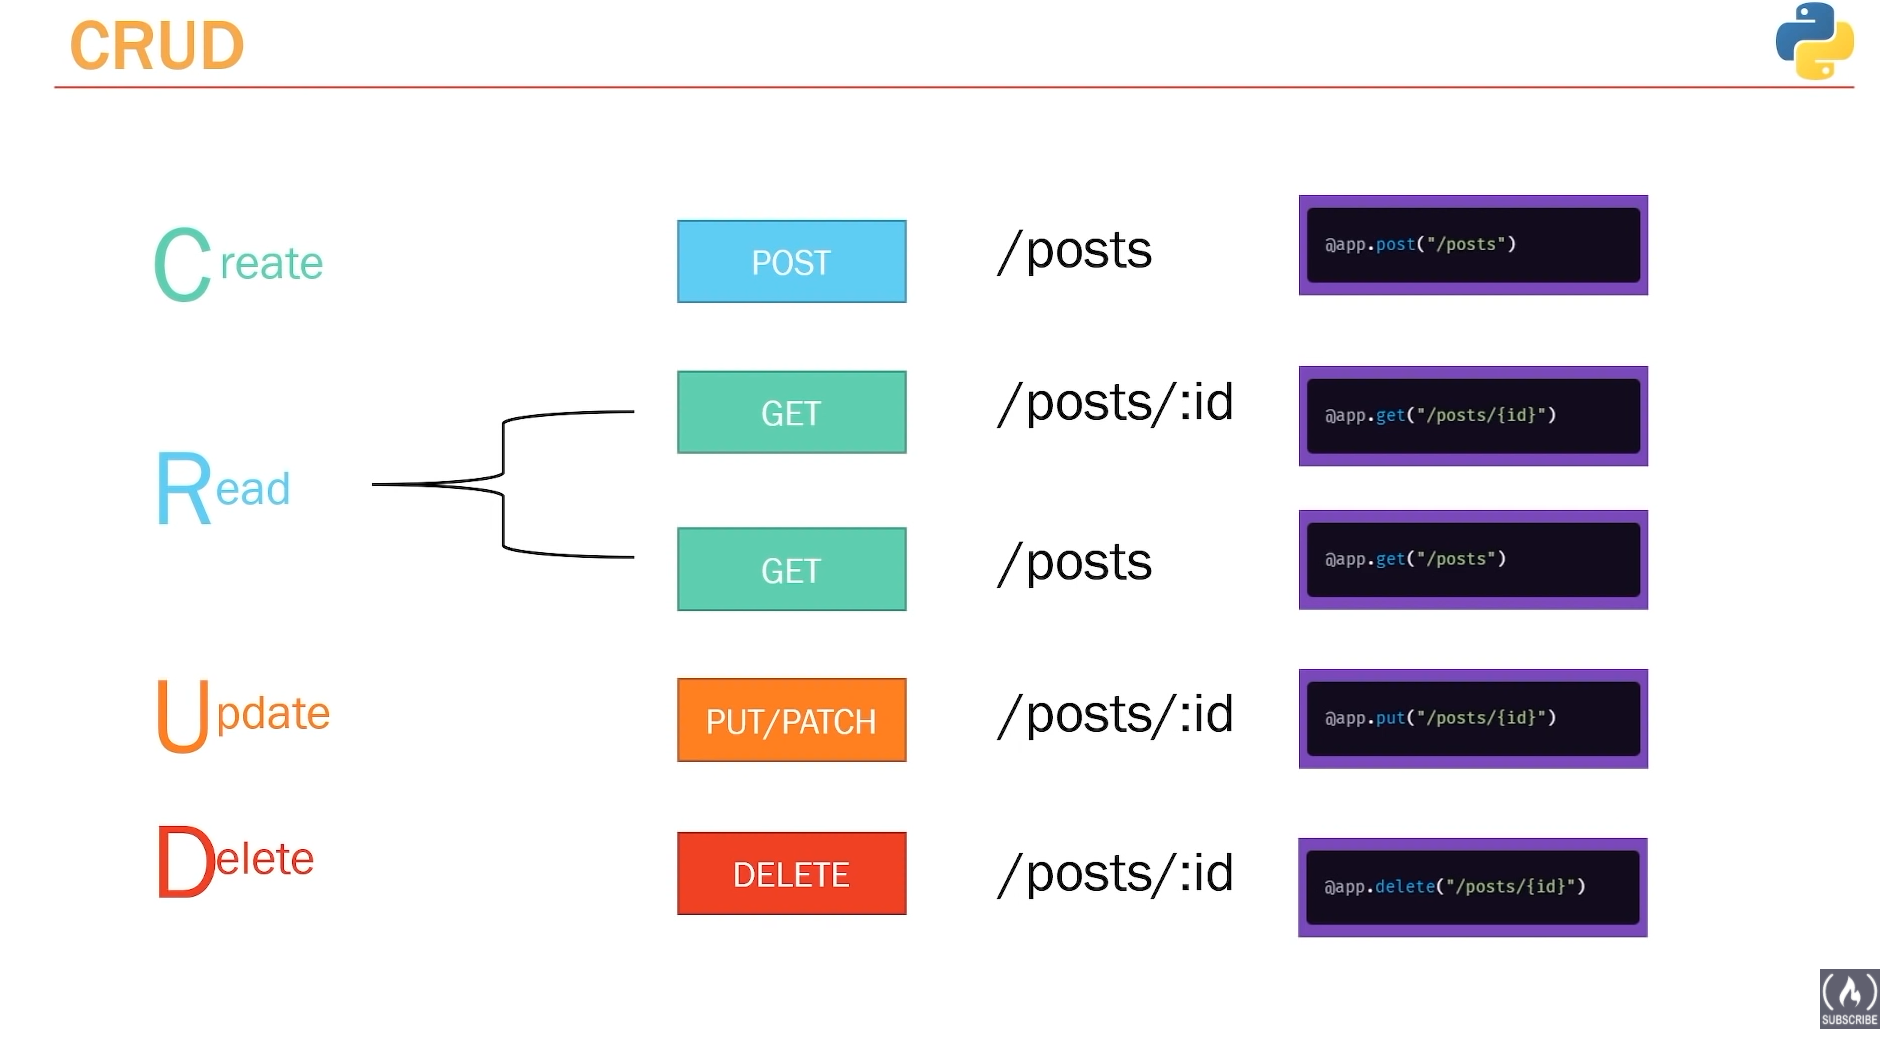 CRUD
Create
POST
/posts
@app.post("/posts")
Read
GET
/posts/:id
@app.get("/posts/{id}")
GET
/posts
@app.get("/posts")
Update
PUT/PATCH
/posts/:id
@app.put("/posts/{id}")
Delete
DELETE
/posts/:id
@app.delete("/posts/{id}")
SUBSCRIBE